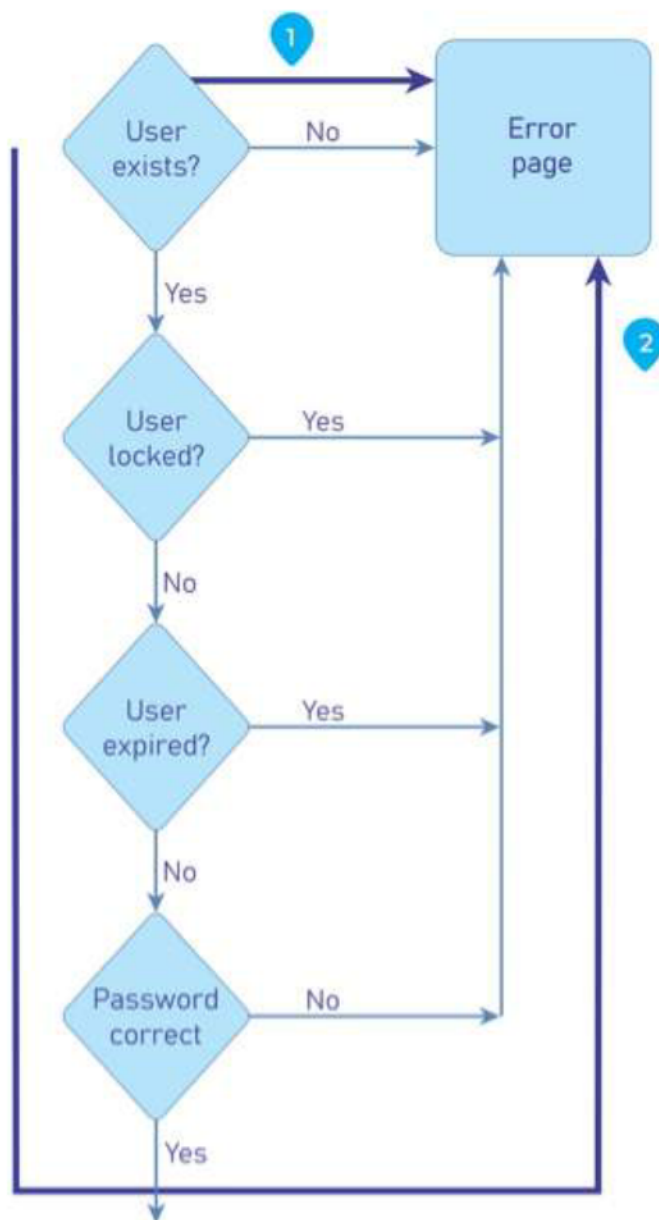 1
User
exists?
No
Error
page
Yes
2
User
locked?
Yes
No
User
expired?
Yes
No
Password
correct
No
Yes